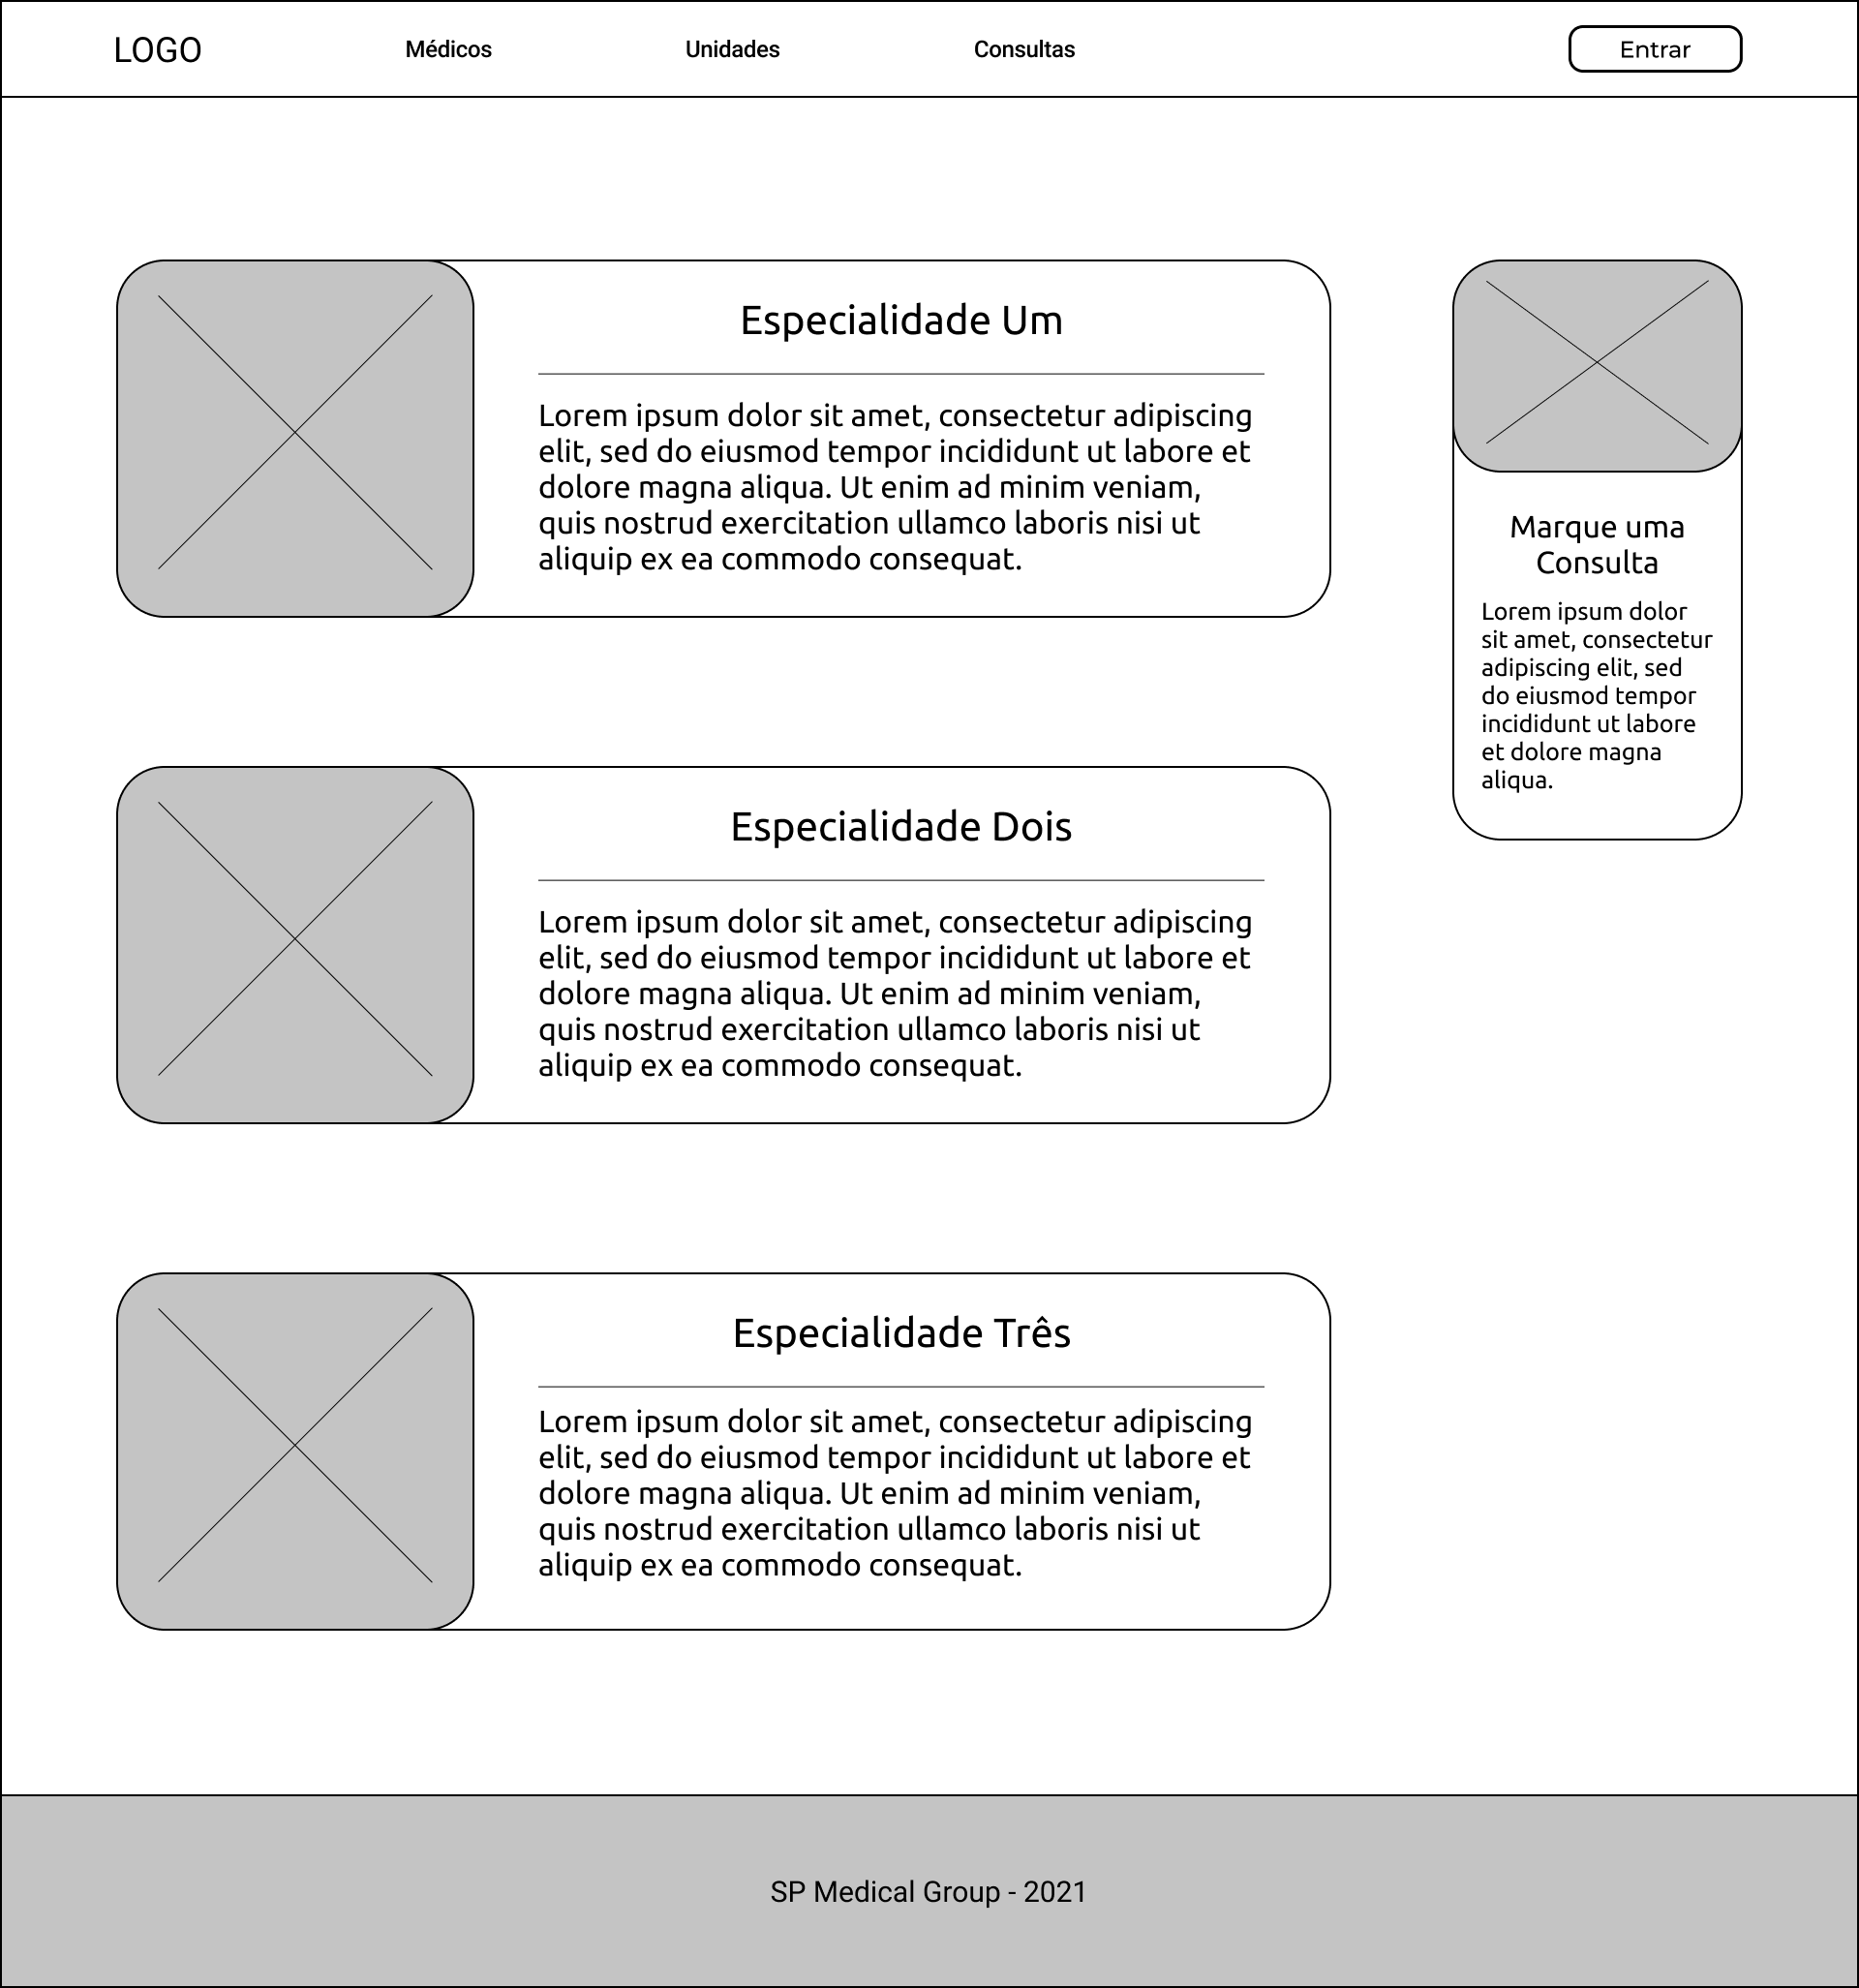 LOGO
Médicos
Unidades
Consultas
Entrar
Especialidade Um
Lorem ipsum dolor sit amet, consectetur adipiscing
elit, sed do eiusmod tempor incididunt ut labore et
dolore magna aliqua. Ut enim ad minim veniam,
quis nostrud exercitation ullamco laboris nisi ut
aliquip ex ea commodo consequat.
Marque uma
Consulta
Lorem ipsum dolor
sit amet, consectetur
adipiscing elit, sed
do eiusmod tempor
incididunt ut labore
et dolore magna
aliqua.
Especialidade Dois
Lorem ipsum dolor sit amet, consectetur adipiscing
elit, sed do eiusmod tempor incididunt ut labore et
dolore magna aliqua. Ut enim ad minim veniam,
quis nostrud exercitation ullamco laboris nisi ut
aliquip ex ea commodo consequat.
Especialidade Três
Lorem ipsum dolor sit amet, consectetur adipiscing
elit, sed do eiusmod tempor incididunt ut labore et
dolore magna aliqua. Ut enim ad minim veniam,
quis nostrud exercitation ullamco laboris nisi ut
aliquip ex ea commodo consequat.
SP Medical Group - 2021